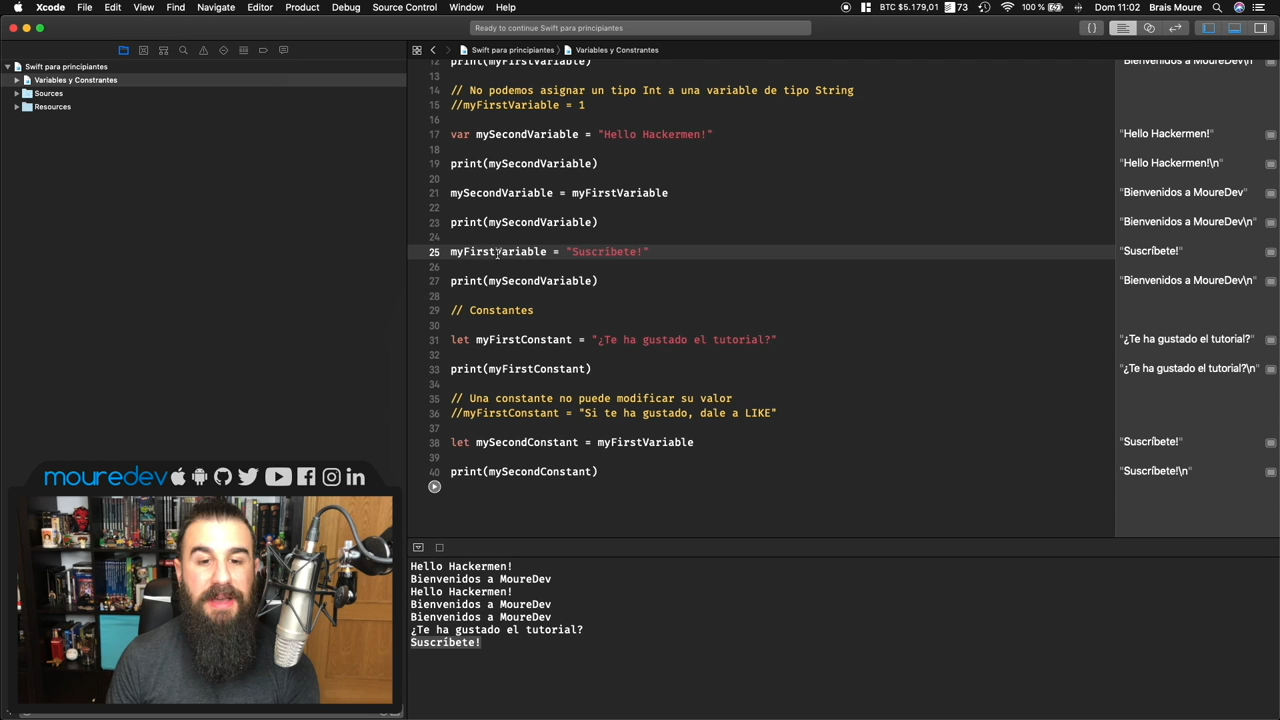 Xcode File Edit View Find Navigate Editor Product Debug Source Control Window Help BTC $5.179,01 73 100 % Dom 11:02 Brais Moure
Ready to continue Swift para principiantes
Swift para principiantes Variables y Constantes
Swift para principiantes
Variables y Constrantes
Sources
Resources
12 print(myFirstVariable) "Bienvenidos a MoureDev\n"
13
14 // No podemos asignar un tipo Int a una variable de tipo String
15 //myFirstVariable = 1
16
17 var mySecondVariable = "Hello Hackermen!" "Hello Hackermen!"
18
19 print(mySecondVariable) "Hello Hackermen!\n"
20
21 mySecondVariable = myFirstVariable "Bienvenidos a MoureDev"
22
23 print(mySecondVariable) "Bienvenidos a MoureDev\n"
24
25 myFirstVariable = "Suscríbete!" "Suscríbete!"
26
27 print(mySecondVariable) "Bienvenidos a MoureDev\n"
28
29 // Constantes
30
31 let myFirstConstant = "¿Te ha gustado el tutorial?" "¿Te ha gustado el tutorial?"
32
33 print(myFirstConstant) "¿Te ha gustado el tutorial?\n"
34
35 // Una constante no puede modificar su valor
36 //myFirstConstant = "Si te ha gustado, dale a LIKE"
37
38 let mySecondConstant = myFirstVariable "Suscríbete!"
39
40 print(mySecondConstant) "Suscríbete!\n"
mouredev
Hello Hackermen!
Bienvenidos a MoureDev
Hello Hackermen!
Bienvenidos a MoureDev
Bienvenidos a MoureDev
¿Te ha gustado el tutorial?
Suscríbete!